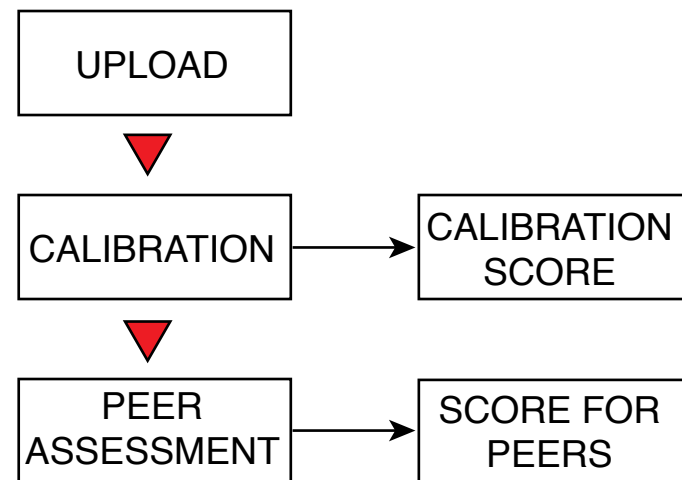 UPLOAD
CALIBRATION
CALIBRATION
SCORE
PEER
ASSESSMENT
SCORE FOR
PEERS